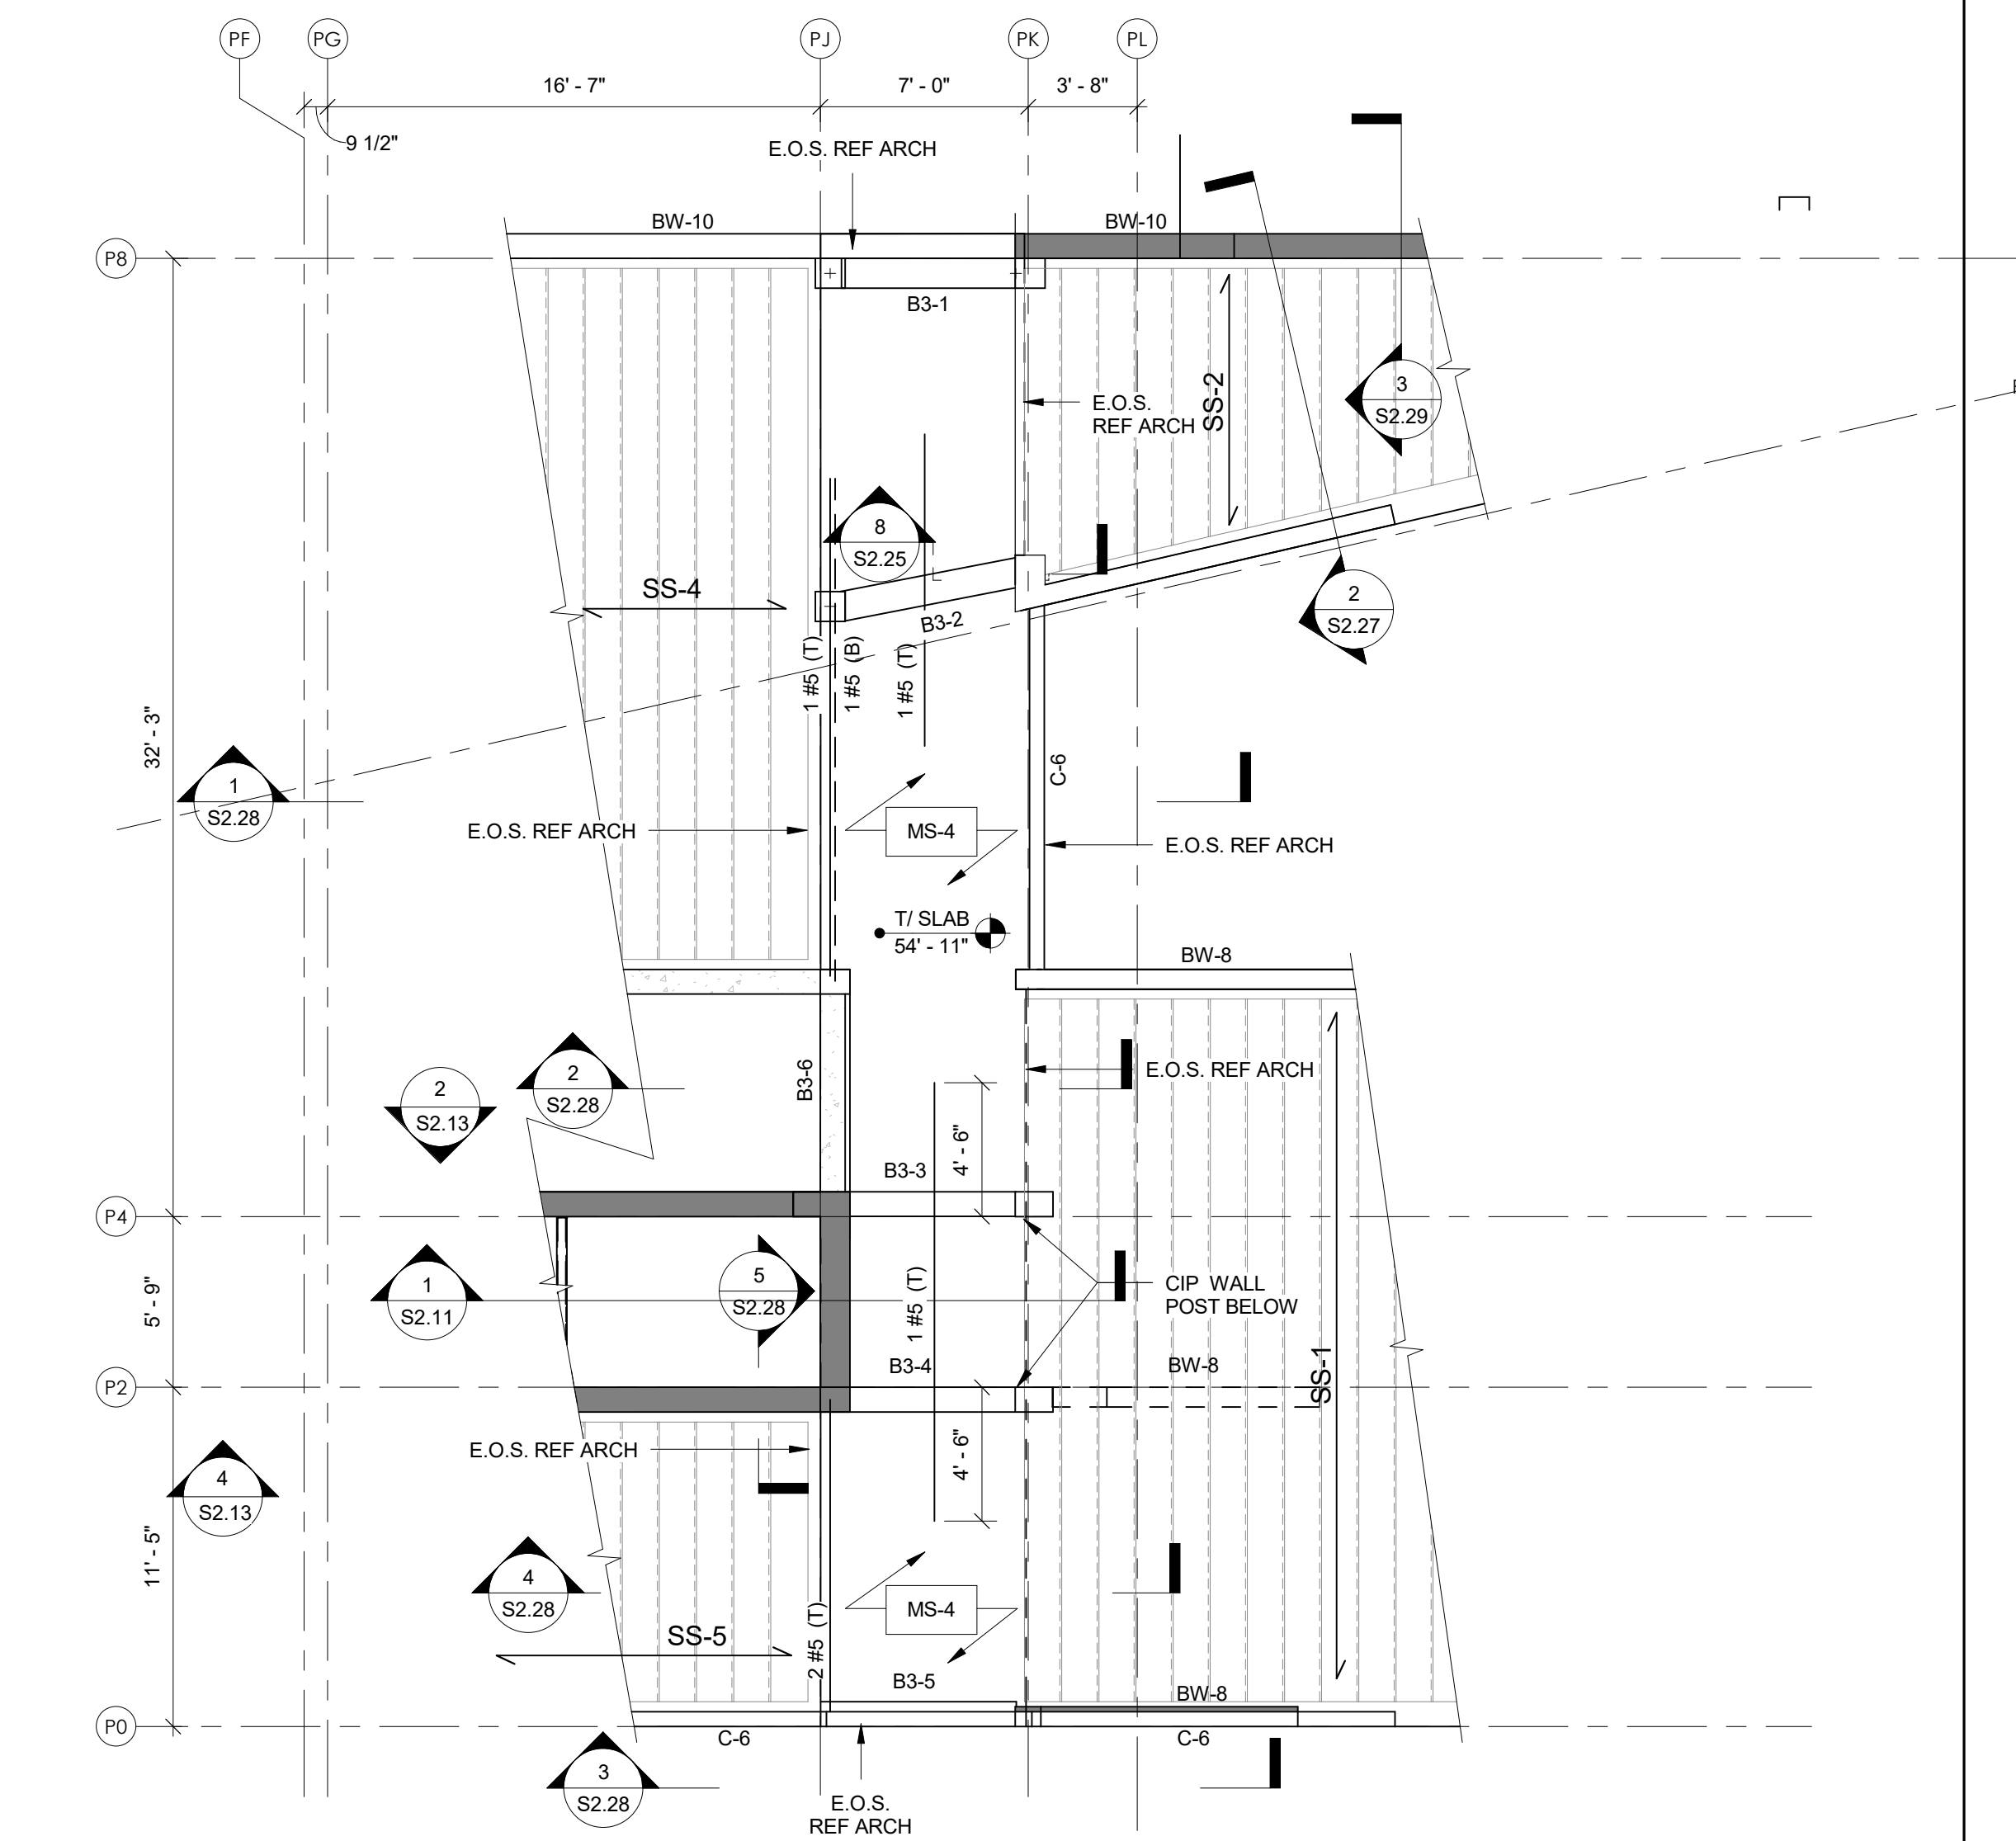 PF
PG
PJ
PK
PL
16' - 7"
7' - 0"
3' - 8"
9 1/2"
E.O.S. REF ARCH
BW-10
BW-10
P8
B3-1
SS-2
3
S2.29
E.O.S.
REF ARCH
8
S2.25
SS-4
2
S2.27
B3-2
1 #5 (T)
1 #5 (B)
1 #5 (T)
32' - 3"
C-6
1
S2.28
E.O.S. REF ARCH
MS-4
E.O.S. REF ARCH
T/ SLAB
54' - 11"
BW-8
B3-6
2
S2.28
2
S2.13
E.O.S. REF ARCH
4' - 6"
B3-3
P4
5' - 9"
1
S2.11
5
S2.28
1 #5 (T)
CIP WALL
POST BELOW
B3-4
BW-8
SS-1
P2
E.O.S. REF ARCH
4' - 6"
4
S2.13
11' - 5"
4
S2.28
MS-4
SS-5
2 #5 (T)
B3-5
BW-8
P0
C-6
C-6
3
S2.28
E.O.S.
REF ARCH